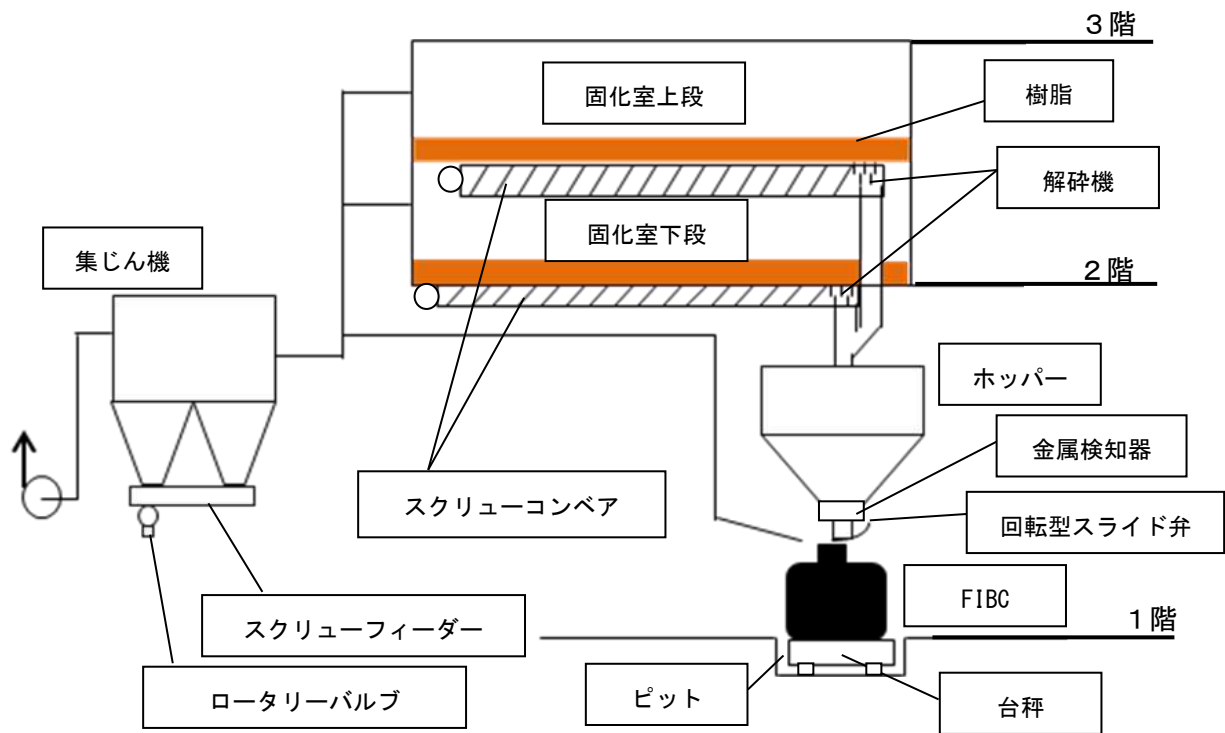 3階
固化室上段
樹脂
解砕機
固化室下段
集じん機
2階
ホッパー
金属検知器
スクリューコンベア
回転型スライド弁
FIBC
スクリューフィーダー
1階
ロータリーバルブ
ピット
台秤